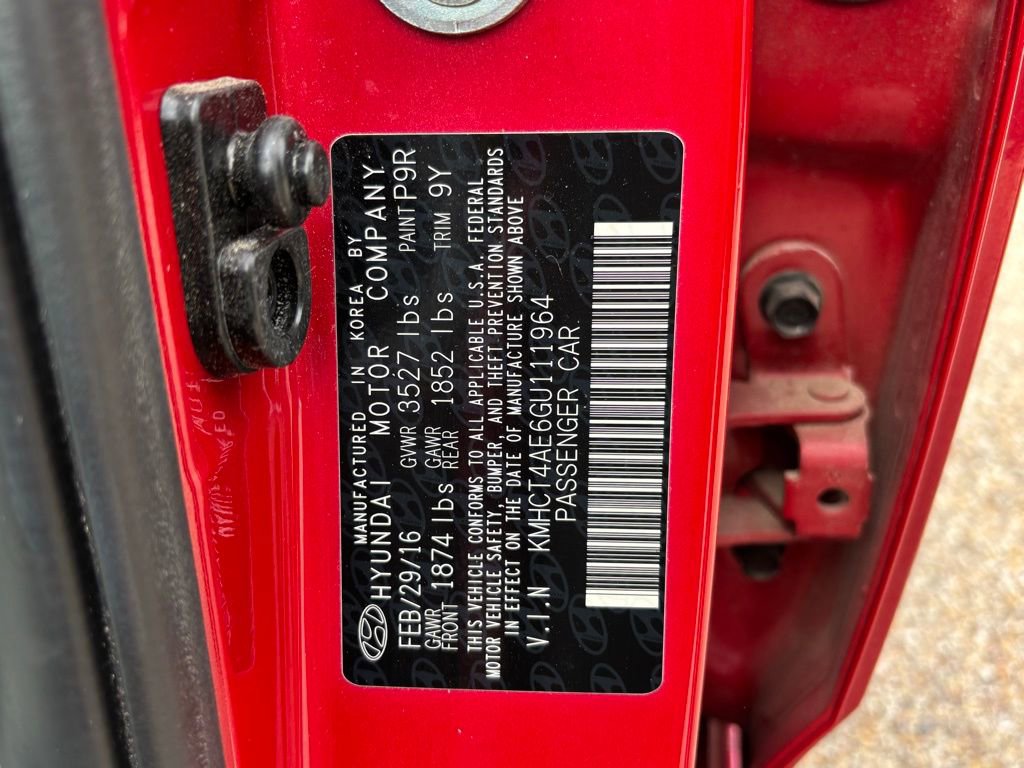 MANUFACTURED IN KOREA BY
HYUNDAI MOTOR COMPANY
FEB/29/16 GVWR 3527 lbs PAINT P9R
GAWR FRONT 1874 lbs GAWR REAR 1852 lbs TRIM 9Y
THIS VEHICLE CONFORMS TO ALL APPLICABLE U.S.A. FEDERAL
MOTOR VEHICLE SAFETY, BUMPER, AND THEFT PREVENTION STANDARDS
IN EFFECT ON THE DATE OF MANUFACTURE SHOWN ABOVE
V.I.N KMHCT4AE6GU111964
PASSENGER CAR